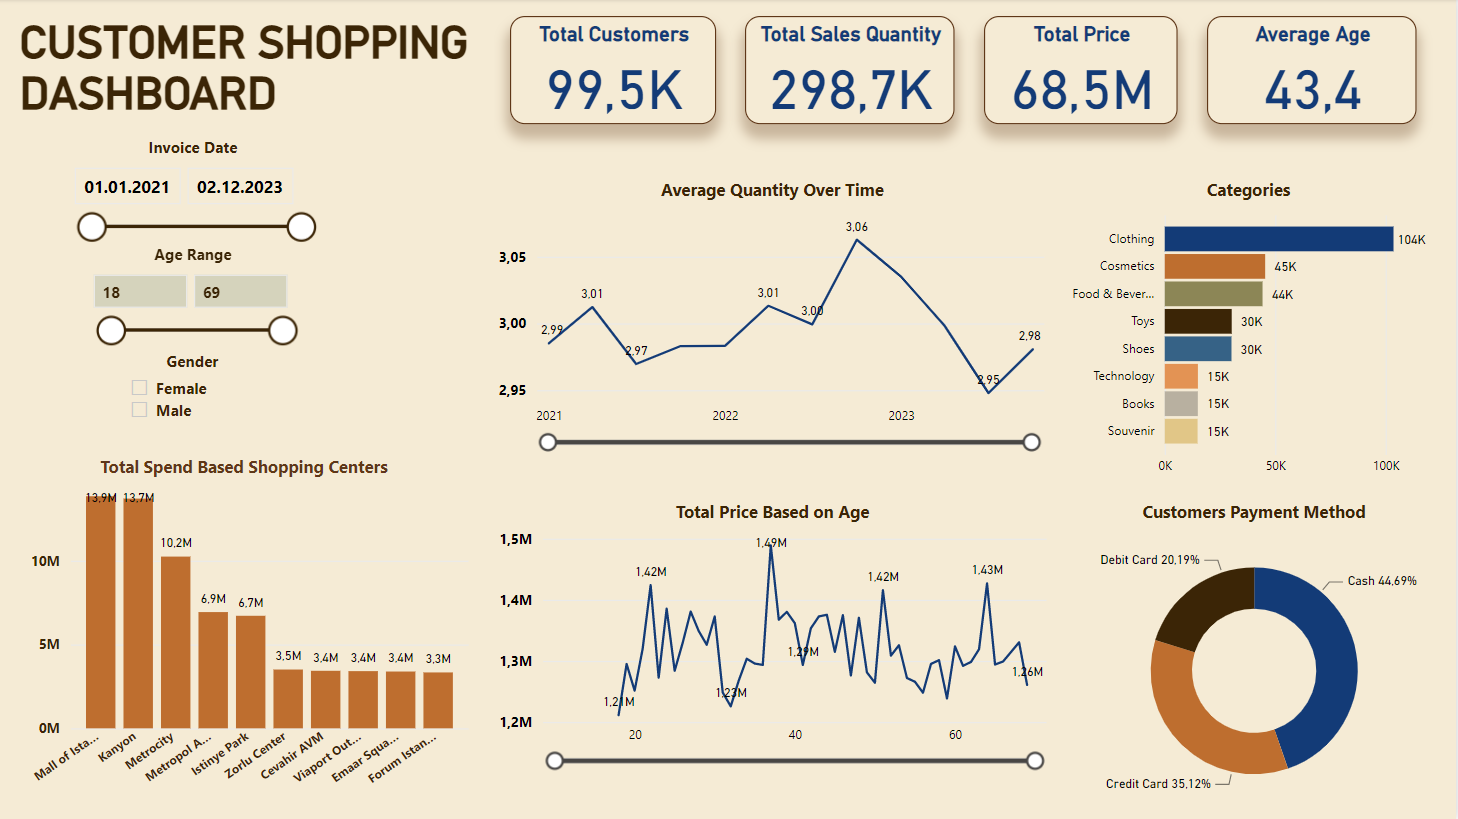 CUSTOMER SHOPPING
DASHBOARD
Total Customers
99,5K
Total Sales Quantity
298,7K
Total Price
68,5M
Average Age
43,4
Invoice Date
01.01.2021 02.12.2023
Age Range
18 69
Gender
Female
Male
Average Quantity Over Time
3,05
3,00
2,95
2,99
3,01
2,97
3,01
3,00
3,06
2,95
2,98
2021 2022 2023
Categories
Clothing 104K
Cosmetics 45K
Food & Bever... 44K
Toys 30K
Shoes 30K
Technology 15K
Books 15K
Souvenir 15K
0K 50K 100K
Total Spend Based Shopping Centers
10M
5M
0M
13,9M 13,7M
10,2M
6,9M
6,7M
3,5M
3,4M
3,4M
3,4M
3,3M
Mall of Ista...
Kanyon
Metrocity
Metropol A...
Istinye Park
Zorlu Center
Cevahir AVM
Viaport Out...
Emaar Squa...
Forum Istan...
Total Price Based on Age
1,5M
1,4M
1,3M
1,2M
1,21M
1,42M
1,23M
1,49M
1,29M
1,42M
1,43M
1,26M
20 40 60
Customers Payment Method
Debit Card 20,19%
Cash 44,69%
Credit Card 35,12%